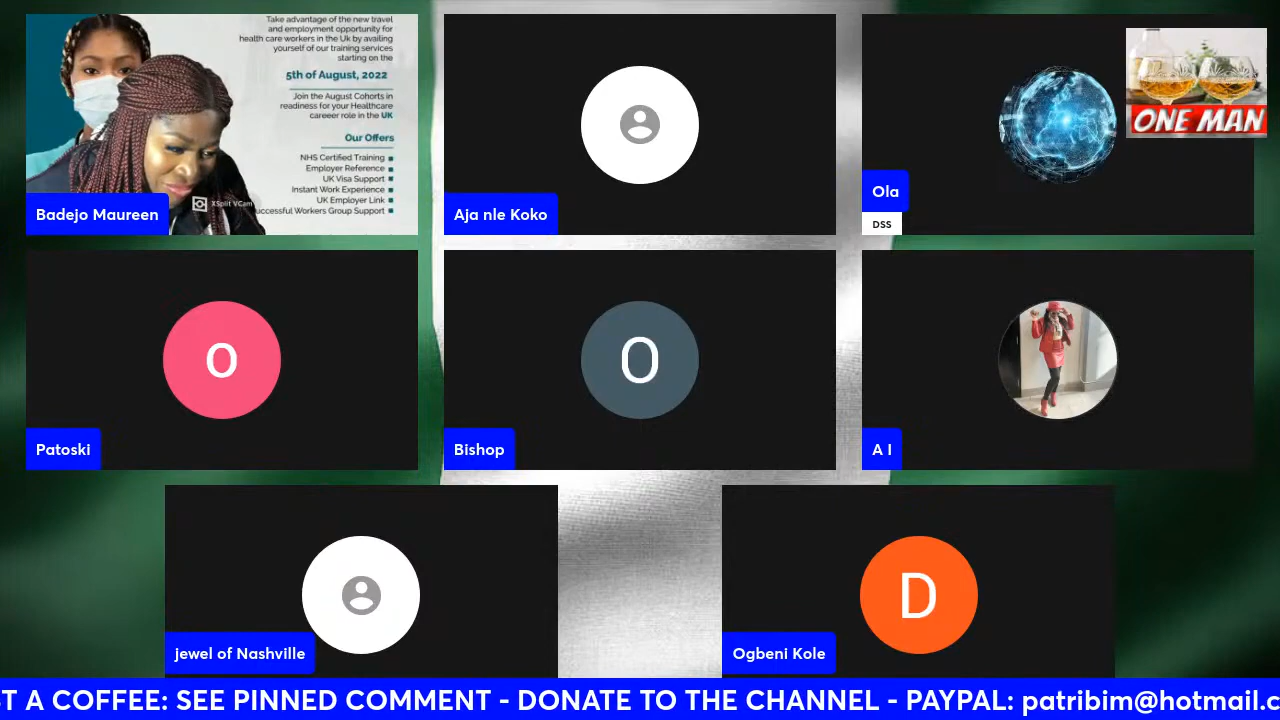 Take advantage of the new travel
and employment opportunity for
health care workers in the Uk by availing
yourself of our training services
starting on the
5th of August, 2022
Join the August Cohorts in
readiness for your Healthcare
careeer role in the UK
Our Offers
NHS Certified Training
Employer Reference
UK Visa Support
Instant Work Experience
UK Employer Link
uccessful Workers Group Support
XSplit VCam
Badejo Maureen
Aja nle Koko
ONE MAN
Ola
DSS
O
Patoski
O
Bishop
A I
jewel of Nashville
D
Ogbeni Kole
ST A COFFEE: SEE PINNED COMMENT - DONATE TO THE CHANNEL - PAYPAL: patribim@hotmail.c